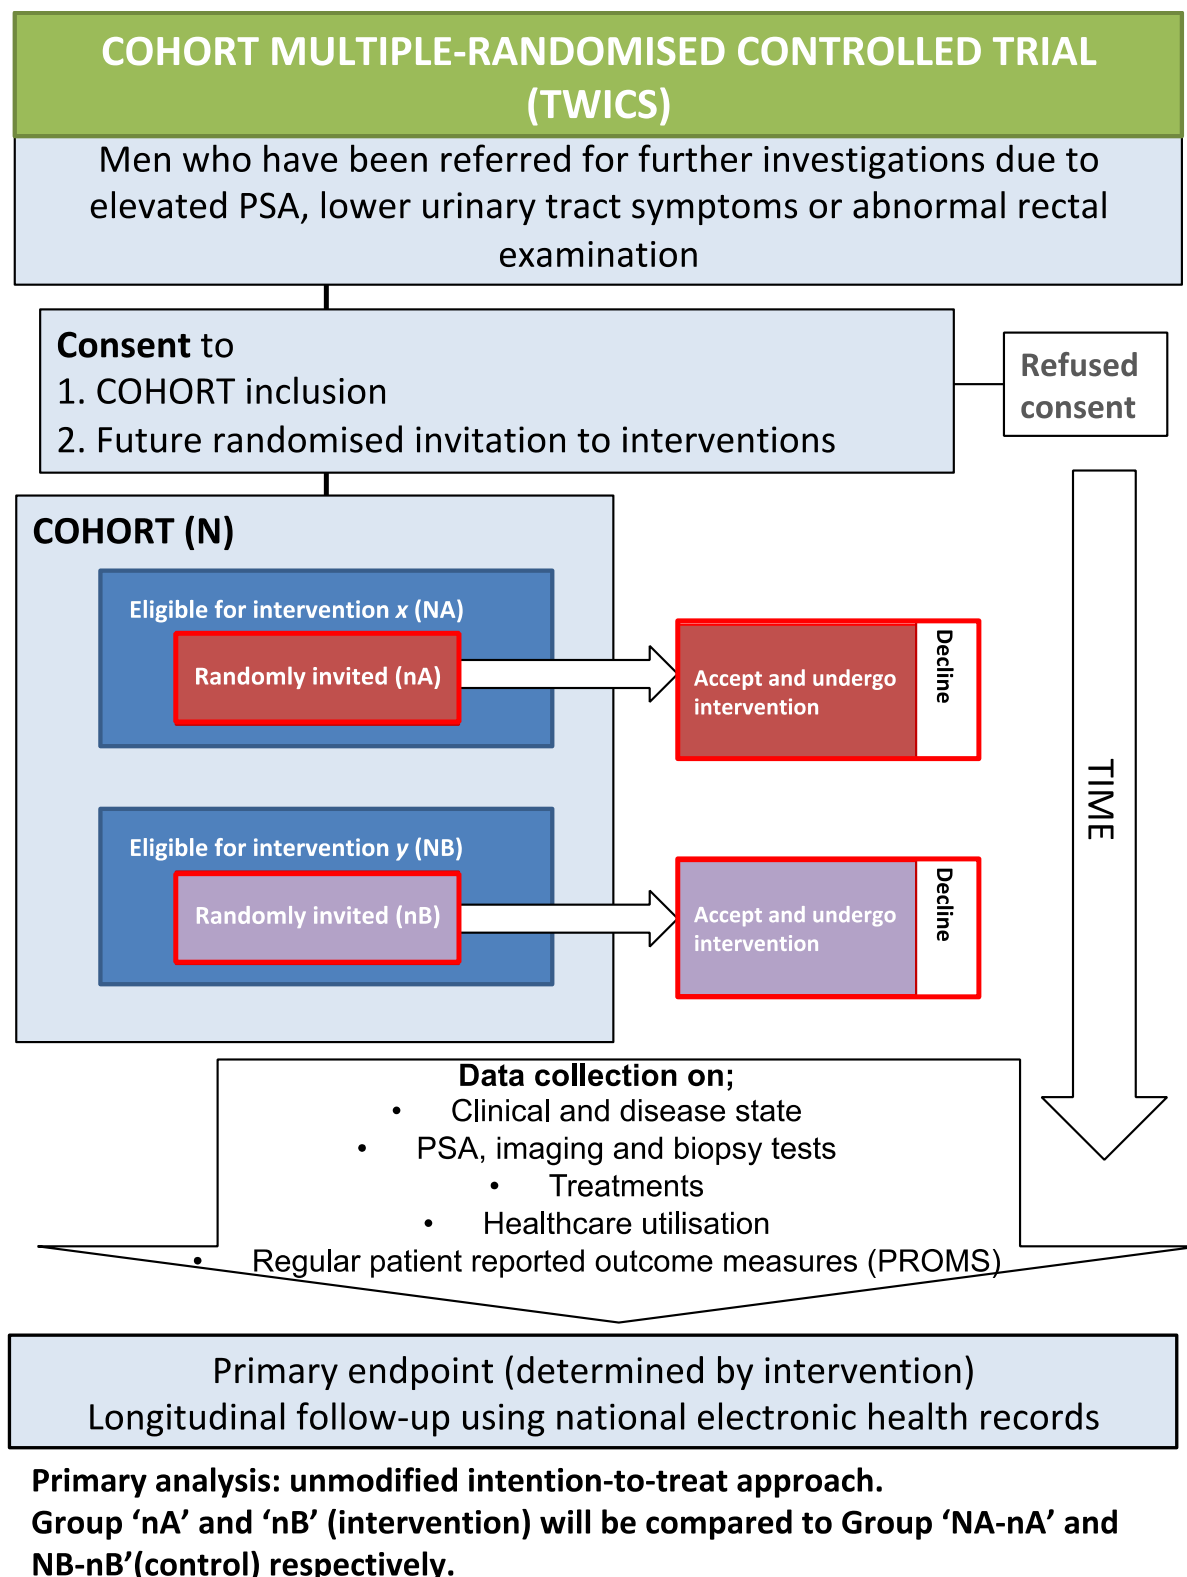 COHORT MULTIPLE-RANDOMISED CONTROLLED TRIAL
(TWICS)
Men who have been referred for further investigations due to
elevated PSA, lower urinary tract symptoms or abnormal rectal
examination
Consent to
1. COHORT inclusion
2. Future randomised invitation to interventions
Refused
consent
COHORT (N)
Eligible for intervention x (NA)
Randomly invited (nA)
Accept and undergo
intervention
Decline
Eligible for intervention y (NB)
Randomly invited (nB)
Accept and undergo
intervention
Decline
TIME
Data collection on;
• Clinical and disease state
• PSA, imaging and biopsy tests
• Treatments
• Healthcare utilisation
• Regular patient reported outcome measures (PROMS)
Primary endpoint (determined by intervention)
Longitudinal follow-up using national electronic health records
Primary analysis: unmodified intention-to-treat approach.
Group ‘nA’ and ‘nB’ (intervention) will be compared to Group ‘NA-nA’ and
NB-nB’(control) respectively.